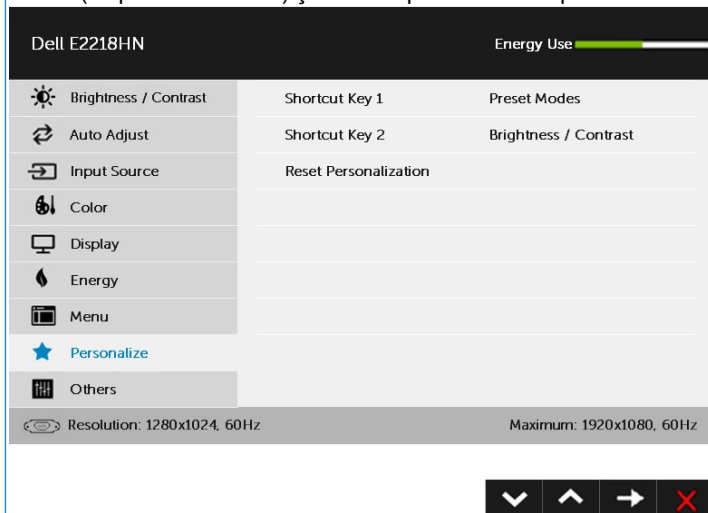 Dell E2218HN Energy Use
Brightness / Contrast Shortcut Key 1 Preset Modes
Auto Adjust Shortcut Key 2 Brightness / Contrast
Input Source Reset Personalization
Color
Display
Energy
Menu
Personalize
Others
Resolution: 1280x1024, 60Hz Maximum: 1920x1080, 60Hz